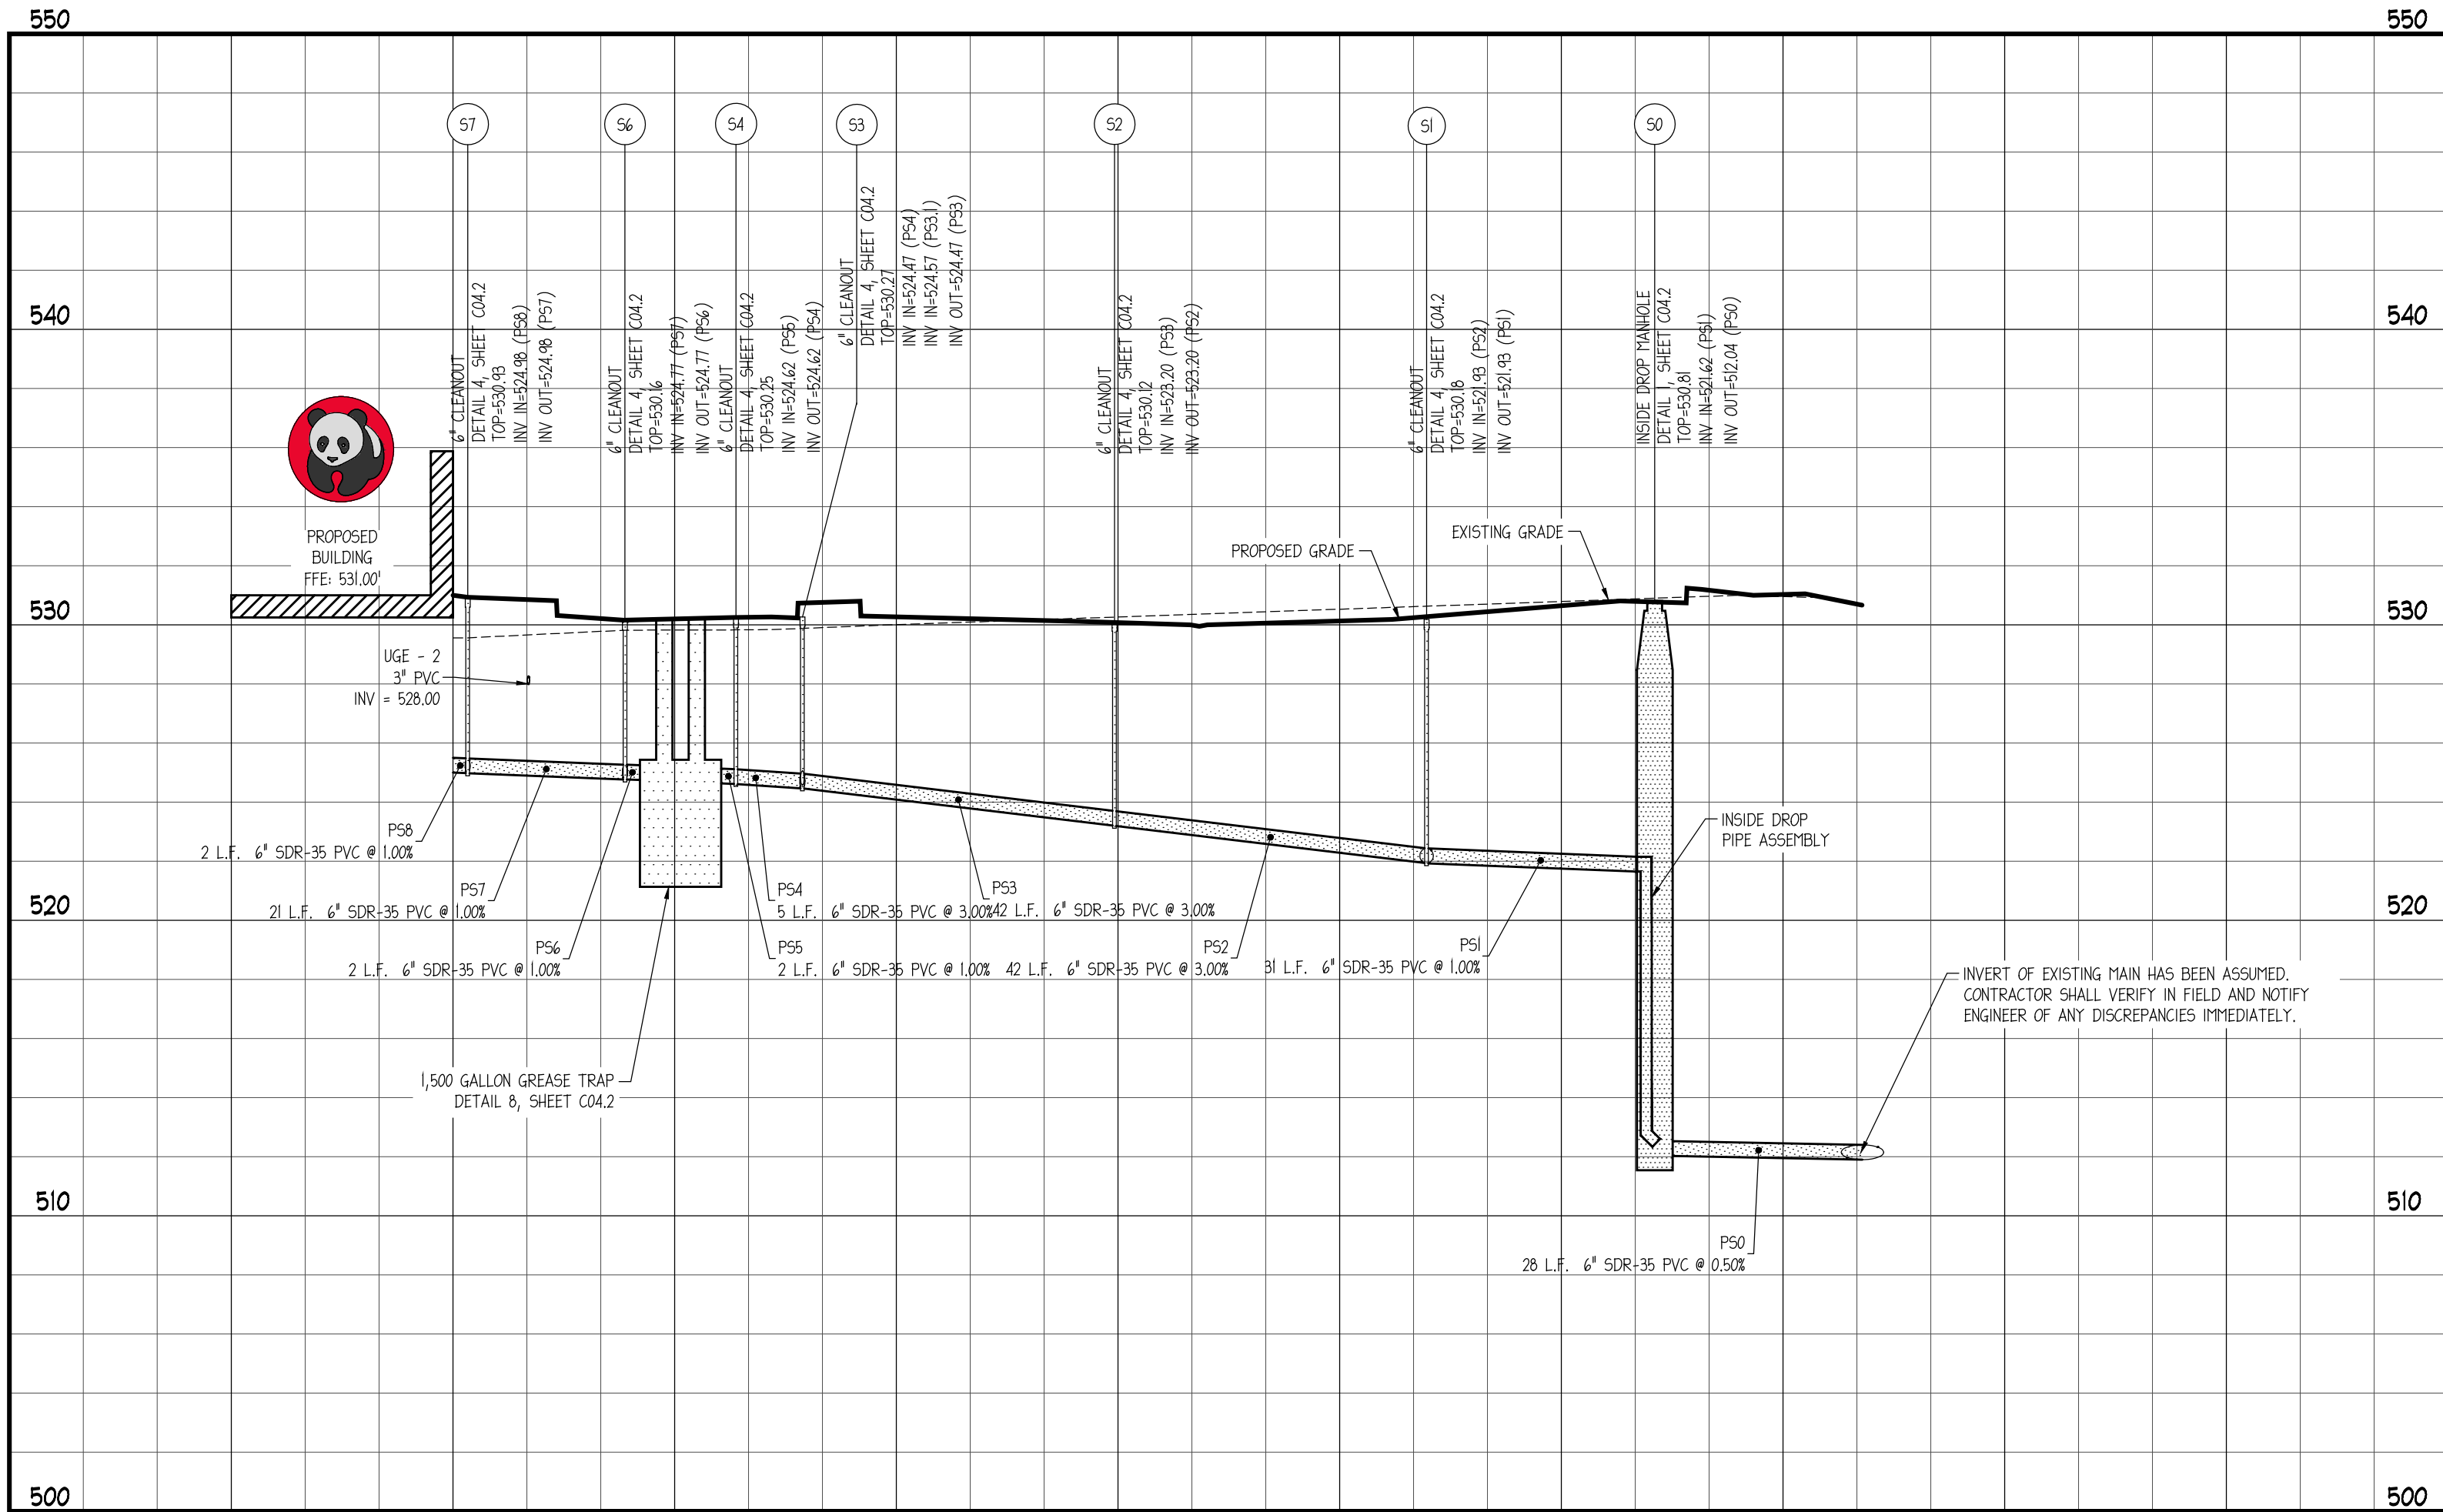 550
550
S7
S6
S4
S3
S2
S1
S0
6" CLEANOUT
DETAIL 4, SHEET C04.2
TOP=530.93
INV IN=524.98 (PS8)
INV OUT=524.98 (PS7)
6" CLEANOUT
DETAIL 4, SHEET C04.2
TOP=530.16
INV IN=524.77 (PS7)
INV OUT=524.77 (PS6)
6" CLEANOUT
DETAIL 4, SHEET C04.2
TOP=530.25
INV IN=524.62 (PS5)
INV OUT=524.62 (PS4)
6" CLEANOUT
DETAIL 4, SHEET C04.2
TOP=530.27
INV IN=524.47 (PS4)
INV IN=524.57 (PS3.1)
INV OUT=524.47 (PS3)
6" CLEANOUT
DETAIL 4, SHEET C04.2
TOP=530.12
INV IN=523.20 (PS3)
INV OUT=523.20 (PS2)
6" CLEANOUT
DETAIL 4, SHEET C04.2
TOP=530.18
INV IN=521.93 (PS2)
INV OUT=521.93 (PS1)
INSIDE DROP MANHOLE
DETAIL 1, SHEET C04.2
TOP=530.81
INV IN=521.62 (PS1)
INV OUT=512.04 (PS0)
540
540
PROPOSED
BUILDING
FFE: 531.00'
PROPOSED GRADE
EXISTING GRADE
530
530
UGE - 2
3" PVC
INV = 528.00
PS8
2 L.F. 6" SDR-35 PVC @ 1.00%
PS7
21 L.F. 6" SDR-35 PVC @ 1.00%
PS6
2 L.F. 6" SDR-35 PVC @ 1.00%
PS4
5 L.F. 6" SDR-35 PVC @ 3.00%
PS5
2 L.F. 6" SDR-35 PVC @ 1.00%
PS3
42 L.F. 6" SDR-35 PVC @ 3.00%
PS2
42 L.F. 6" SDR-35 PVC @ 3.00%
PS1
31 L.F. 6" SDR-35 PVC @ 1.00%
INSIDE DROP
PIPE ASSEMBLY
520
520
INVERT OF EXISTING MAIN HAS BEEN ASSUMED.
CONTRACTOR SHALL VERIFY IN FIELD AND NOTIFY
ENGINEER OF ANY DISCREPANCIES IMMEDIATELY.
1,500 GALLON GREASE TRAP
DETAIL 8, SHEET C04.2
510
510
PS0
28 L.F. 6" SDR-35 PVC @ 0.50%
500
500